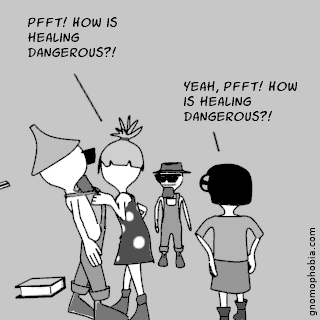 PFFT! HOW IS
HEALING
DANGEROUS?!
YEAH, PFFT! HOW
IS HEALING
DANGEROUS?!
gnomophobia.com